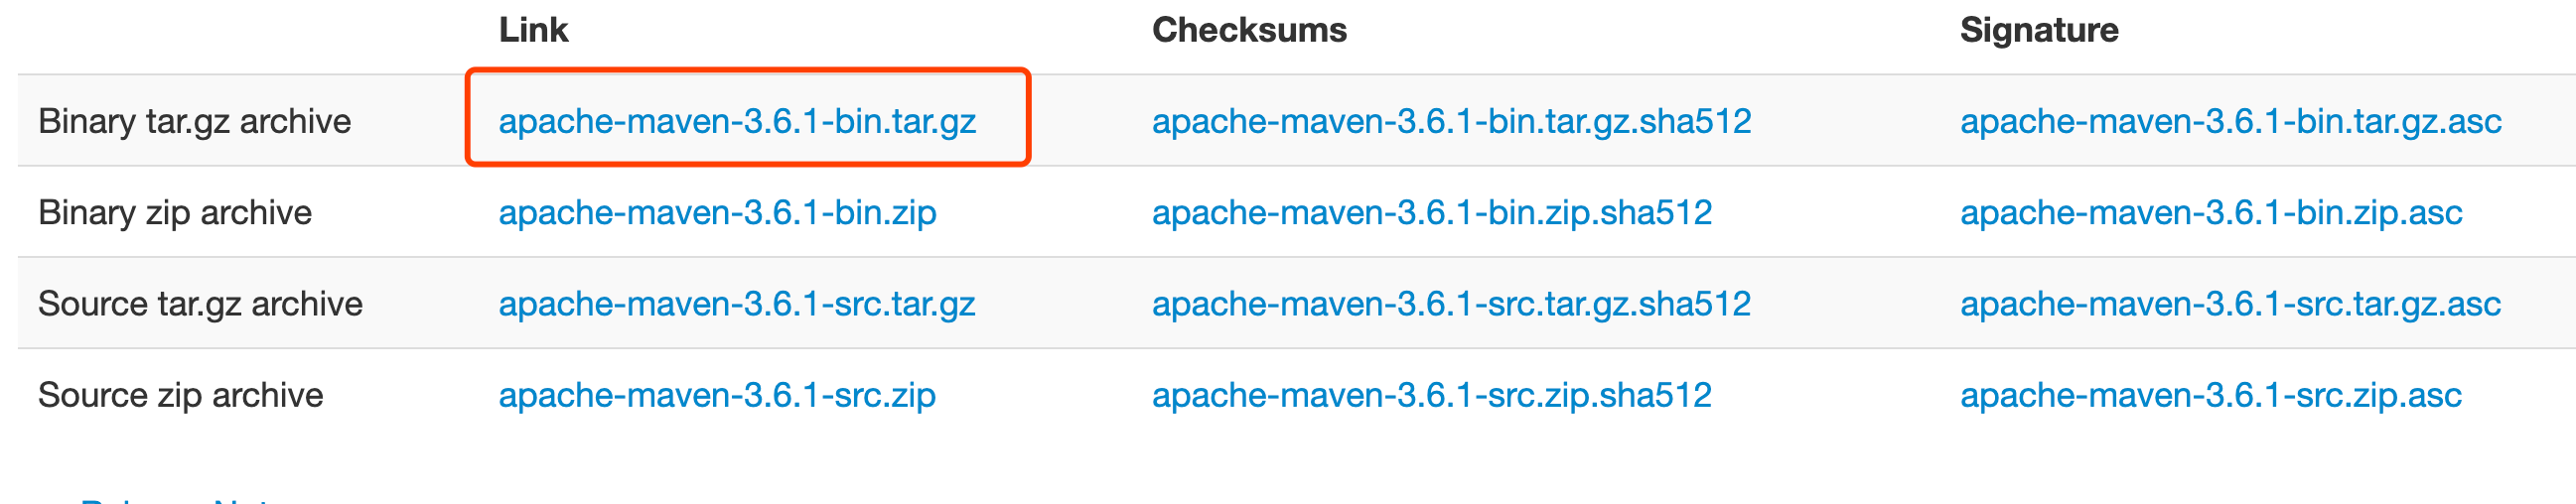 Link Checksums Signature
Binary tar.gz archive apache-maven-3.6.1-bin.tar.gz apache-maven-3.6.1-bin.tar.gz.sha512 apache-maven-3.6.1-bin.tar.gz.asc
Binary zip archive apache-maven-3.6.1-bin.zip apache-maven-3.6.1-bin.zip.sha512 apache-maven-3.6.1-bin.zip.asc
Source tar.gz archive apache-maven-3.6.1-src.tar.gz apache-maven-3.6.1-src.tar.gz.sha512 apache-maven-3.6.1-src.tar.gz.asc
Source zip archive apache-maven-3.6.1-src.zip apache-maven-3.6.1-src.zip.sha512 apache-maven-3.6.1-src.zip.asc